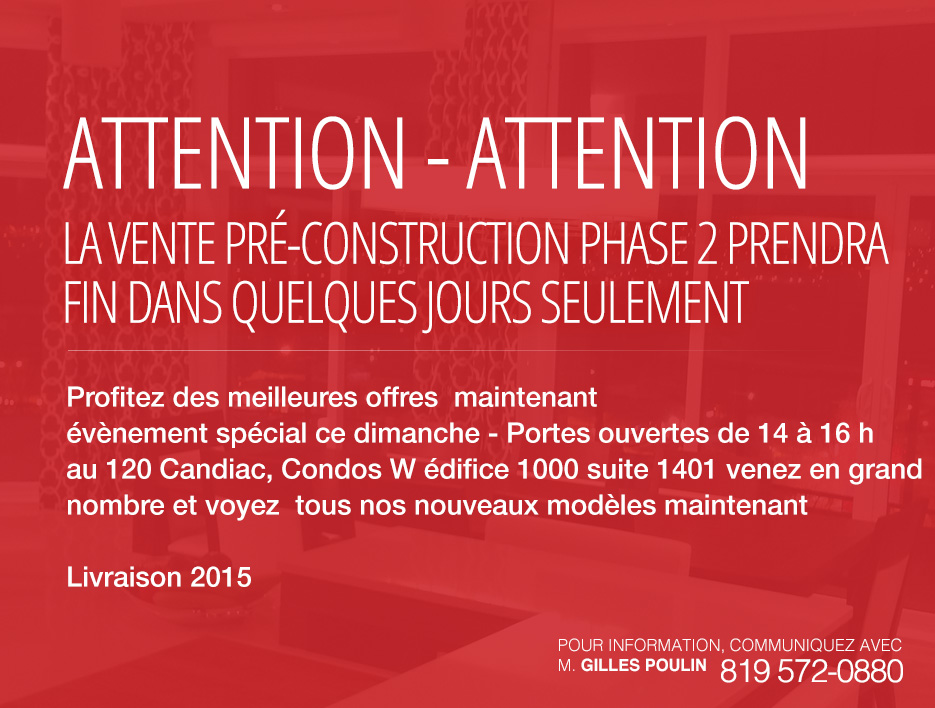 ATTENTION - ATTENTION
LA VENTE PRÉ-CONSTRUCTION PHASE 2 PRENDRA
FIN DANS QUELQUES JOURS SEULEMENT
Profitez des meilleures offres  maintenant
évènement spécial ce dimanche - Portes ouvertes de 14 à 16 h
au 120 Candiac, Condos W édifice 1000 suite 1401 venez en grand
nombre et voyez  tous nos nouveaux modèles maintenant
Livraison 2015
POUR INFORMATION, COMMUNIQUEZ AVEC
M. GILLES POULIN 819 572-0880